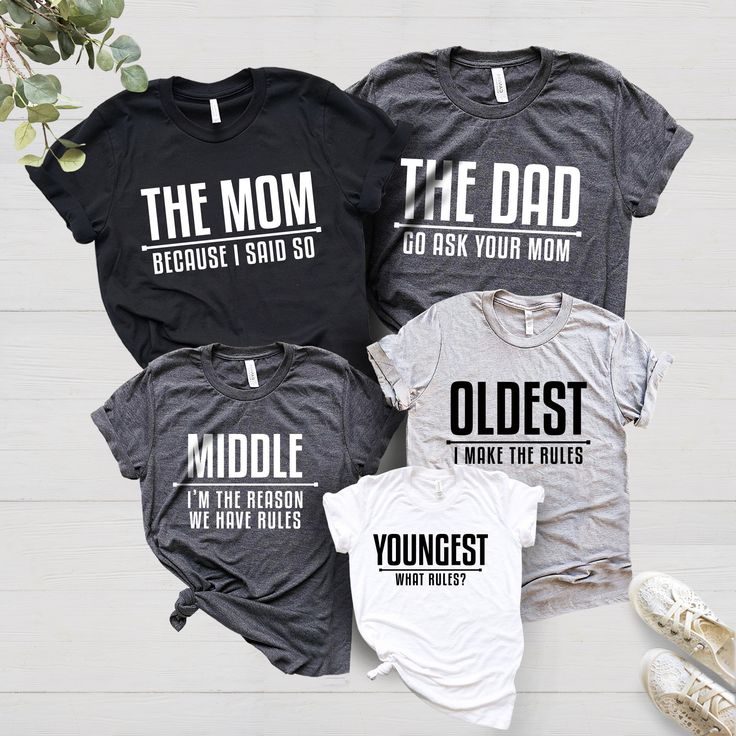 THE MOM
BECAUSE I SAID SO
THE DAD
GO ASK YOUR MOM
MIDDLE
I'M THE REASON
WE HAVE RULES
OLDEST
I MAKE THE RULES
YOUNGEST
WHAT RULES?